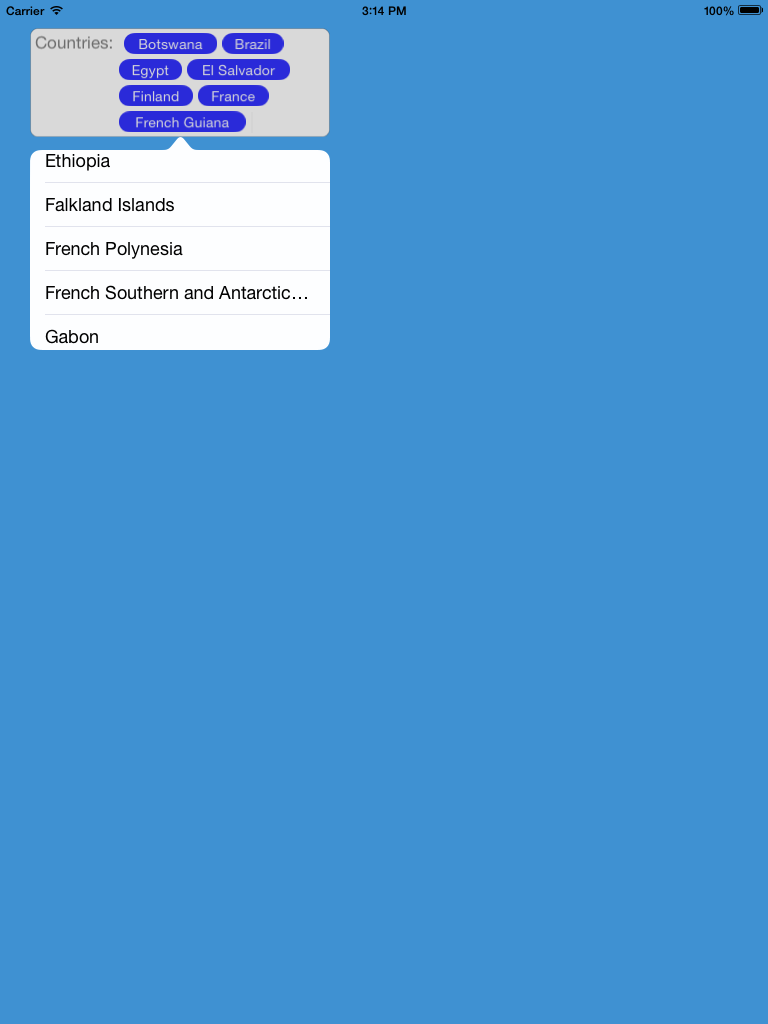 Carrier 3:14 PM 100%
Countries: Botswana Brazil
Egypt El Salvador
Finland France
French Guiana
Ethiopia
Falkland Islands
French Polynesia
French Southern and Antarctic…
Gabon